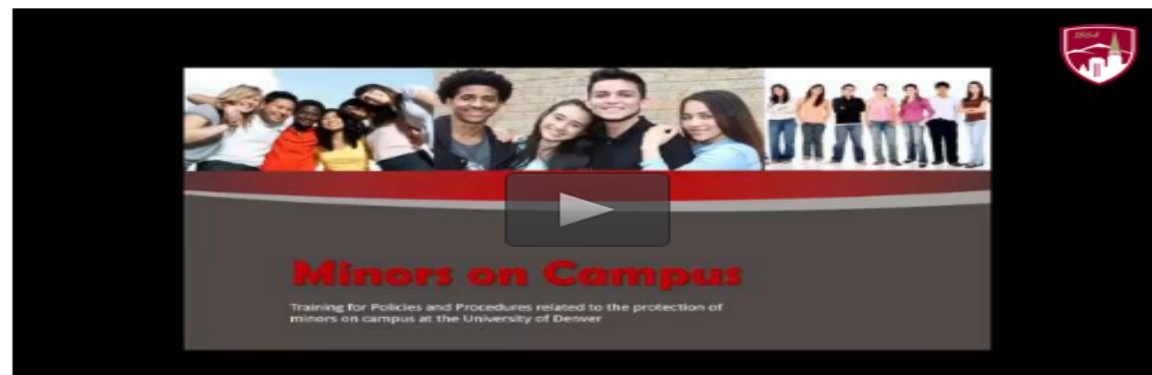 1864
Minors on Campus
Training for Policies and Procedures related to the protection of
minors on campus at the University of Denver